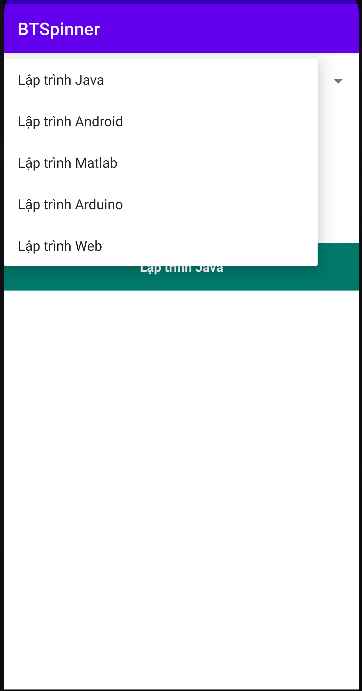 BTSpinner
Lập trình Java
Lập trình Android
Lập trình Matlab
Lập trình Arduino
Lập trình Web
Lập trình Java